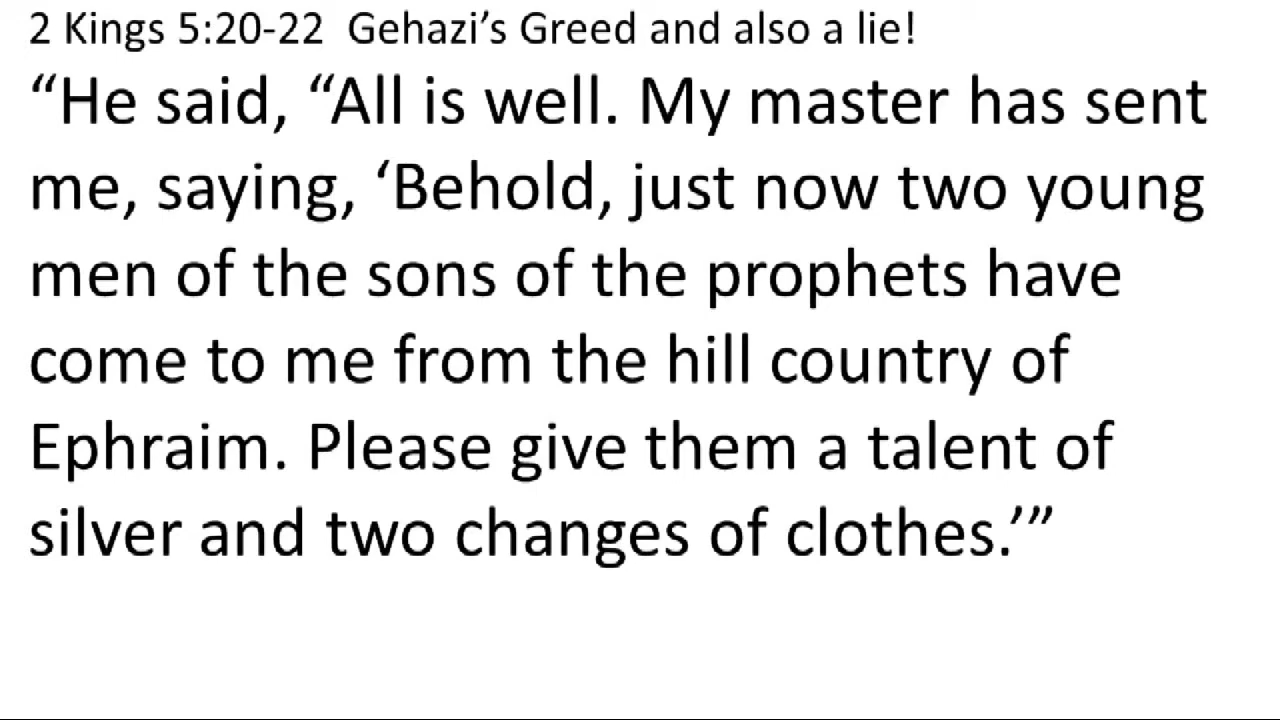 2 Kings 5:20-22  Gehazi’s Greed and also a lie!
“He said, “All is well. My master has sent
me, saying, ‘Behold, just now two young
men of the sons of the prophets have
come to me from the hill country of
Ephraim. Please give them a talent of
silver and two changes of clothes.’”